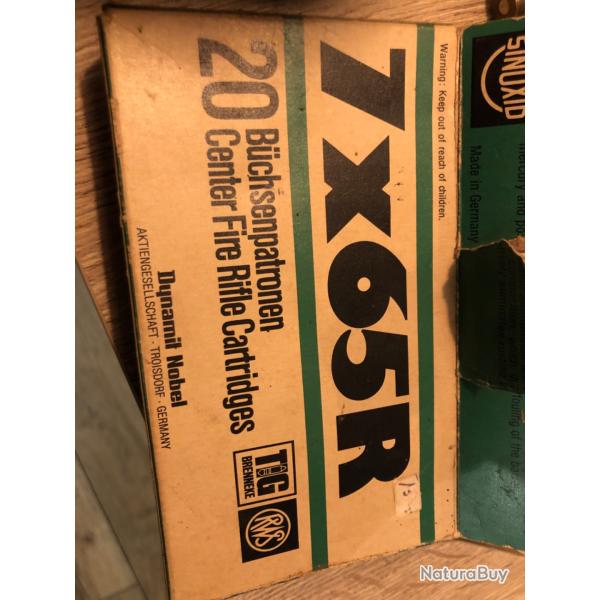 SINOXID
Made in Germany
Warning: Keep out of reach of children.
7x65R
20 Büchsenpatronen
Center Fire Rifle Cartridges
TIG
BRENNEKE
RWS
Dynamit Nobel
AKTIENGESELLSCHAFT · TROISDORF · GERMANY
NaturaBuy